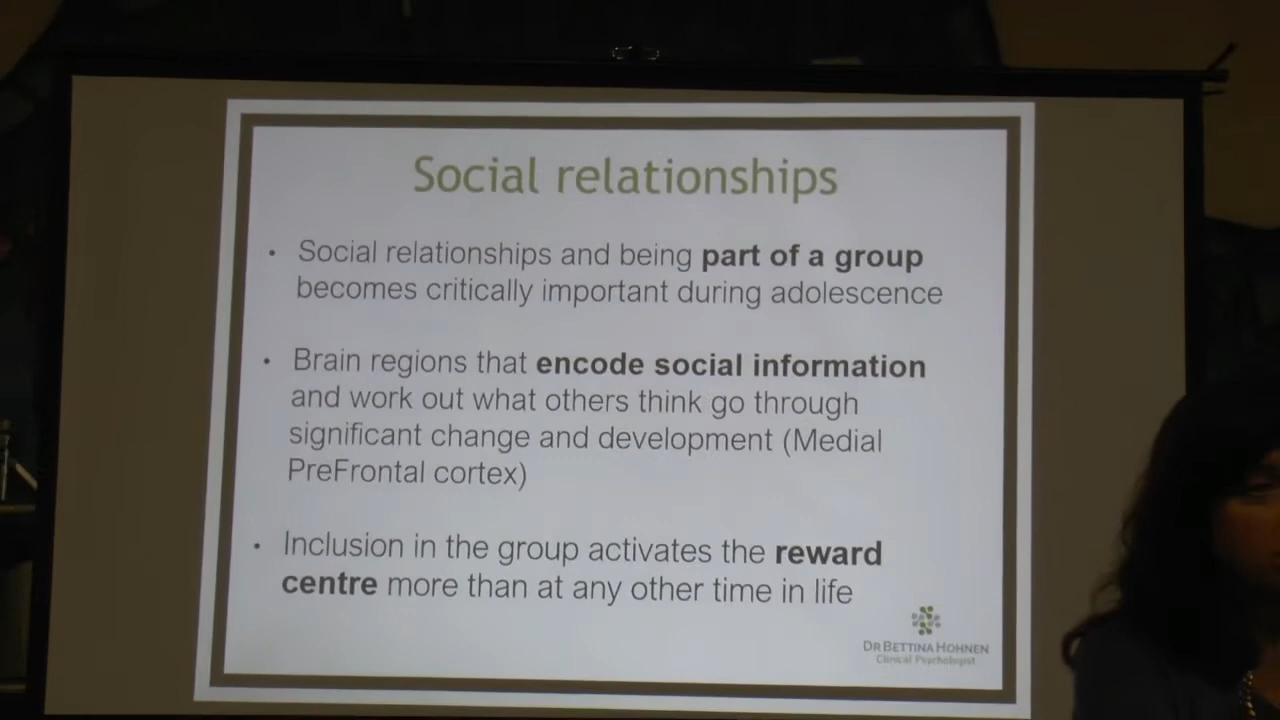 Social relationships
• Social relationships and being part of a group
becomes critically important during adolescence
• Brain regions that encode social information
and work out what others think go through
significant change and development (Medial
PreFrontal cortex)
• Inclusion in the group activates the reward
centre more than at any other time in life
DR BETTINA HOHNEN
Clinical Psychologist